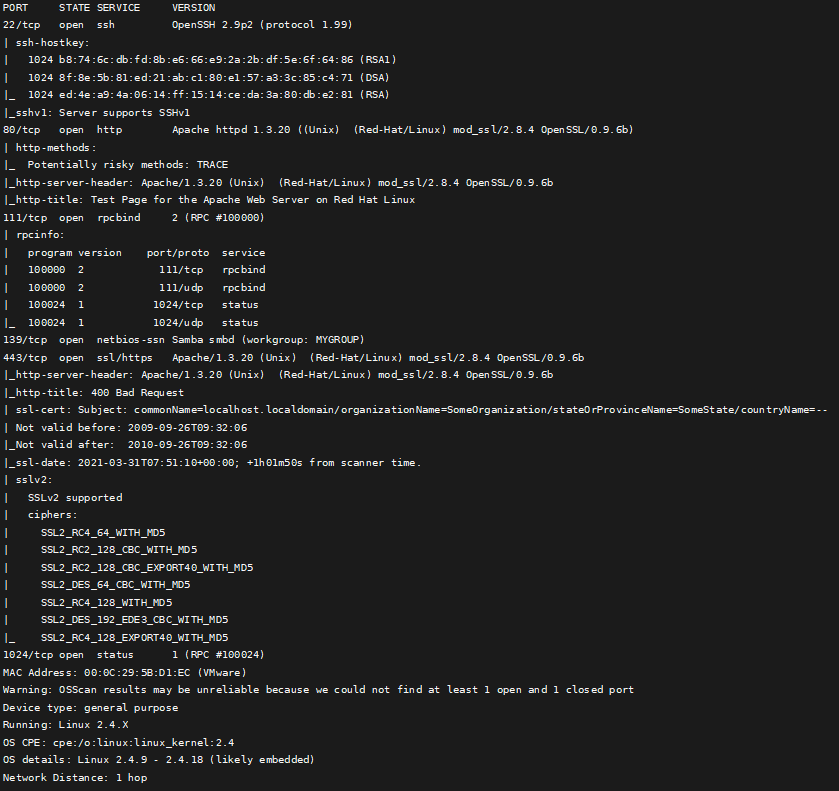 PORT     STATE SERVICE     VERSION
22/tcp   open  ssh         OpenSSH 2.9p2 (protocol 1.99)
| ssh-hostkey:
|   1024 b8:74:6c:db:fd:8b:e6:66:e9:2a:2b:df:5e:6f:64:86 (RSA1)
|   1024 8f:8e:5b:81:ed:21:ab:c1:80:e1:57:a3:3c:85:c4:71 (DSA)
|_  1024 ed:4e:a9:4a:06:14:ff:15:14:ce:da:3a:80:db:e2:81 (RSA)
|_sshv1: Server supports SSHv1
80/tcp   open  http        Apache httpd 1.3.20 ((Unix)  (Red-Hat/Linux) mod_ssl/2.8.4 OpenSSL/0.9.6b)
| http-methods:
|_  Potentially risky methods: TRACE
|_http-server-header: Apache/1.3.20 (Unix)  (Red-Hat/Linux) mod_ssl/2.8.4 OpenSSL/0.9.6b
|_http-title: Test Page for the Apache Web Server on Red Hat Linux
111/tcp  open  rpcbind     2 (RPC #100000)
| rpcinfo:
|   program version    port/proto  service
|   100000  2            111/tcp   rpcbind
|   100000  2            111/udp   rpcbind
|   100024  1           1024/tcp   status
|_  100024  1           1024/udp   status
139/tcp  open  netbios-ssn Samba smbd (workgroup: MYGROUP)
443/tcp  open  ssl/https   Apache/1.3.20 (Unix)  (Red-Hat/Linux) mod_ssl/2.8.4 OpenSSL/0.9.6b
|_http-server-header: Apache/1.3.20 (Unix)  (Red-Hat/Linux) mod_ssl/2.8.4 OpenSSL/0.9.6b
|_http-title: 400 Bad Request
| ssl-cert: Subject: commonName=localhost.localdomain/organizationName=SomeOrganization/stateOrProvinceName=SomeState/countryName=--
| Not valid before: 2009-09-26T09:32:06
|_Not valid after:  2010-09-26T09:32:06
|_ssl-date: 2021-03-31T07:51:10+00:00; +1h01m50s from scanner time.
| sslv2:
|   SSLv2 supported
|   ciphers:
|     SSL2_RC4_64_WITH_MD5
|     SSL2_RC2_128_CBC_WITH_MD5
|     SSL2_RC2_128_CBC_EXPORT40_WITH_MD5
|     SSL2_DES_64_CBC_WITH_MD5
|     SSL2_RC4_128_WITH_MD5
|     SSL2_DES_192_EDE3_CBC_WITH_MD5
|_    SSL2_RC4_128_EXPORT40_WITH_MD5
1024/tcp open  status      1 (RPC #100024)
MAC Address: 00:0C:29:5B:D1:EC (VMware)
Warning: OSScan results may be unreliable because we could not find at least 1 open and 1 closed port
Device type: general purpose
Running: Linux 2.4.X
OS CPE: cpe:/o:linux:linux_kernel:2.4
OS details: Linux 2.4.9 - 2.4.18 (likely embedded)
Network Distance: 1 hop